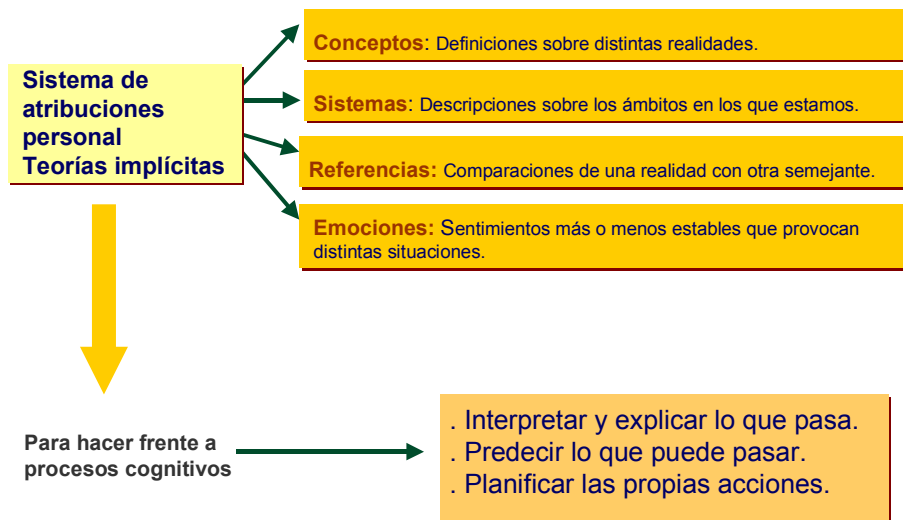 Conceptos: Definiciones sobre distintas realidades.
Sistema de
atribuciones
personal
Teorías implícitas
Sistemas: Descripciones sobre los ámbitos en los que estamos.
Referencias: Comparaciones de una realidad con otra semejante.
Emociones: Sentimientos más o menos estables que provocan
distintas situaciones.
Para hacer frente a
procesos cognitivos
. Interpretar y explicar lo que pasa.
. Predecir lo que puede pasar.
. Planificar las propias acciones.